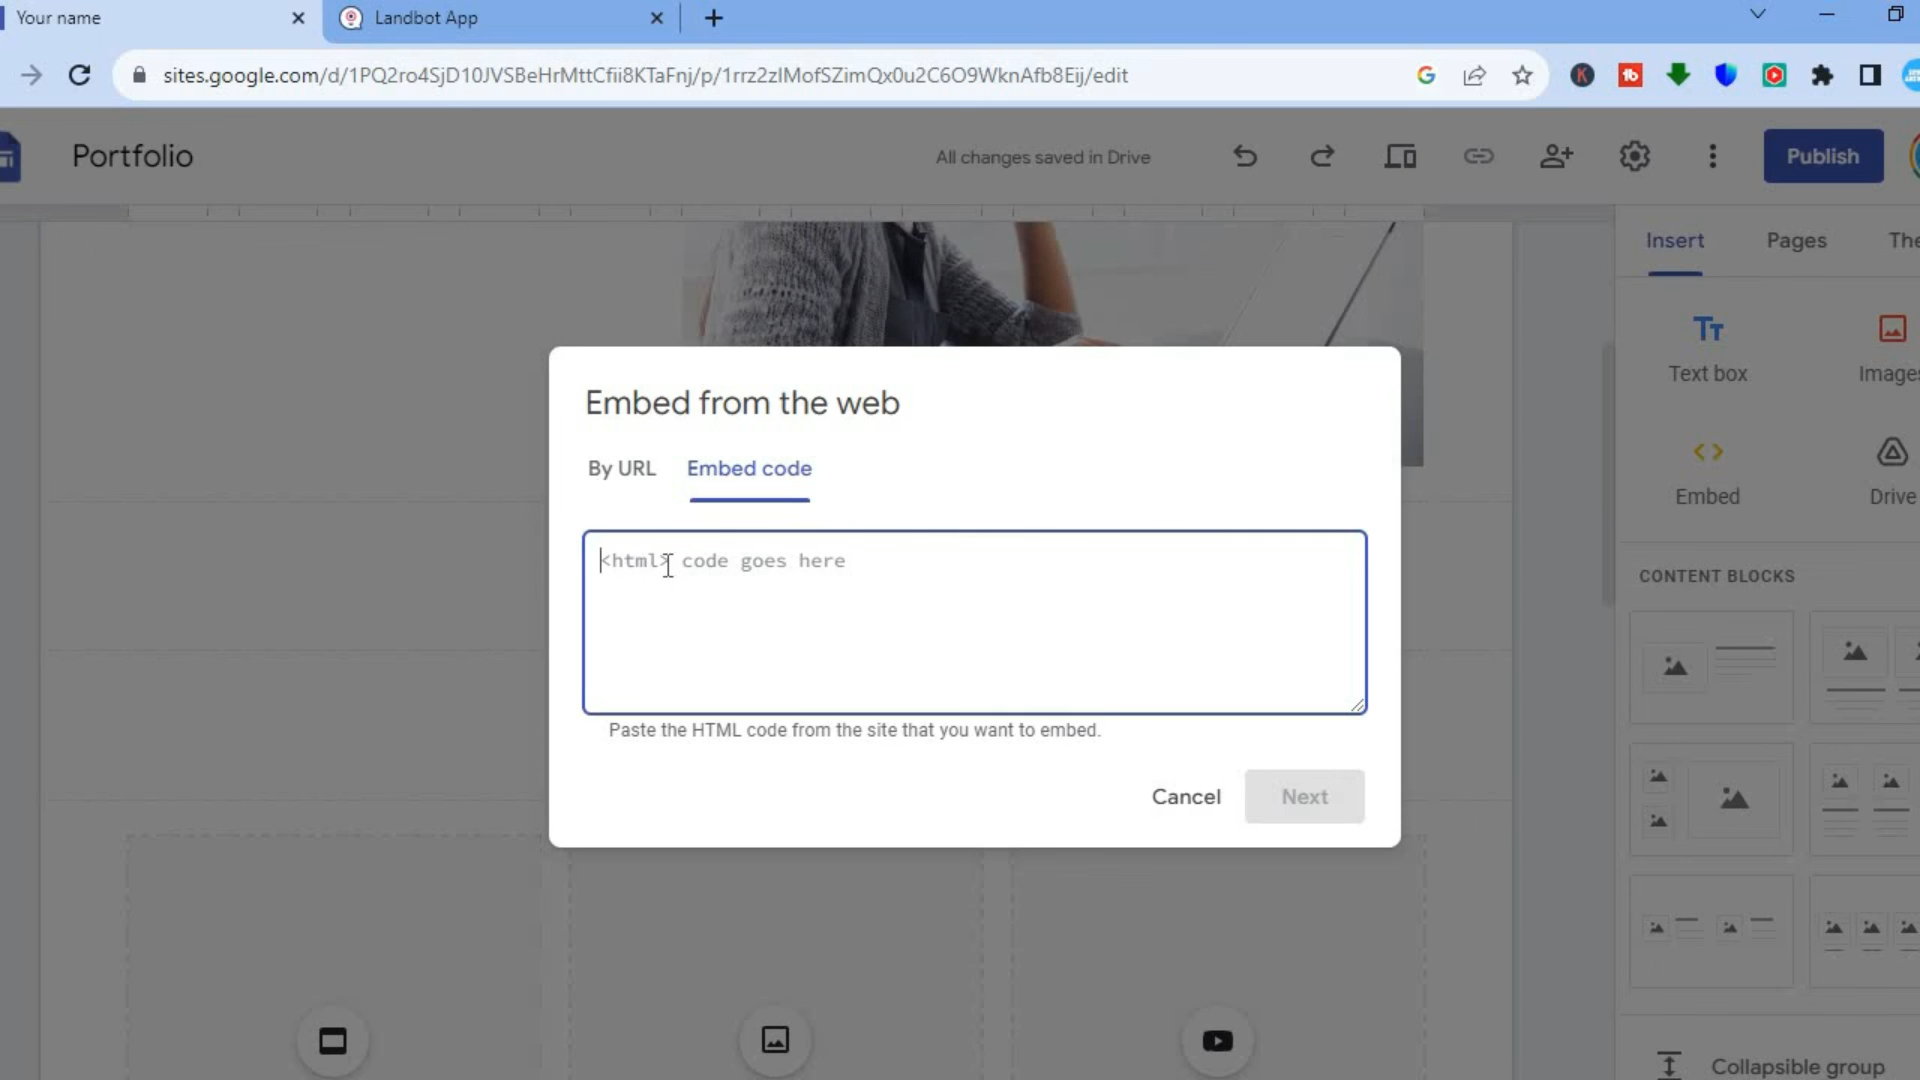 Your name
Landbot App
sites.google.com/d/1PQ2ro4SjD10JVSBeHrMttCfii8KTaFnj/p/1rrz2zIMofSZimQx0u2C6O9WknAfb8Eij/edit
Portfolio
All changes saved in Drive
Publish
Insert
Pages
The
Text box
Images
Embed
Drive
CONTENT BLOCKS
Collapsible group
Embed from the web
By URL
Embed code
<html> code goes here
Paste the HTML code from the site that you want to embed.
Cancel
Next